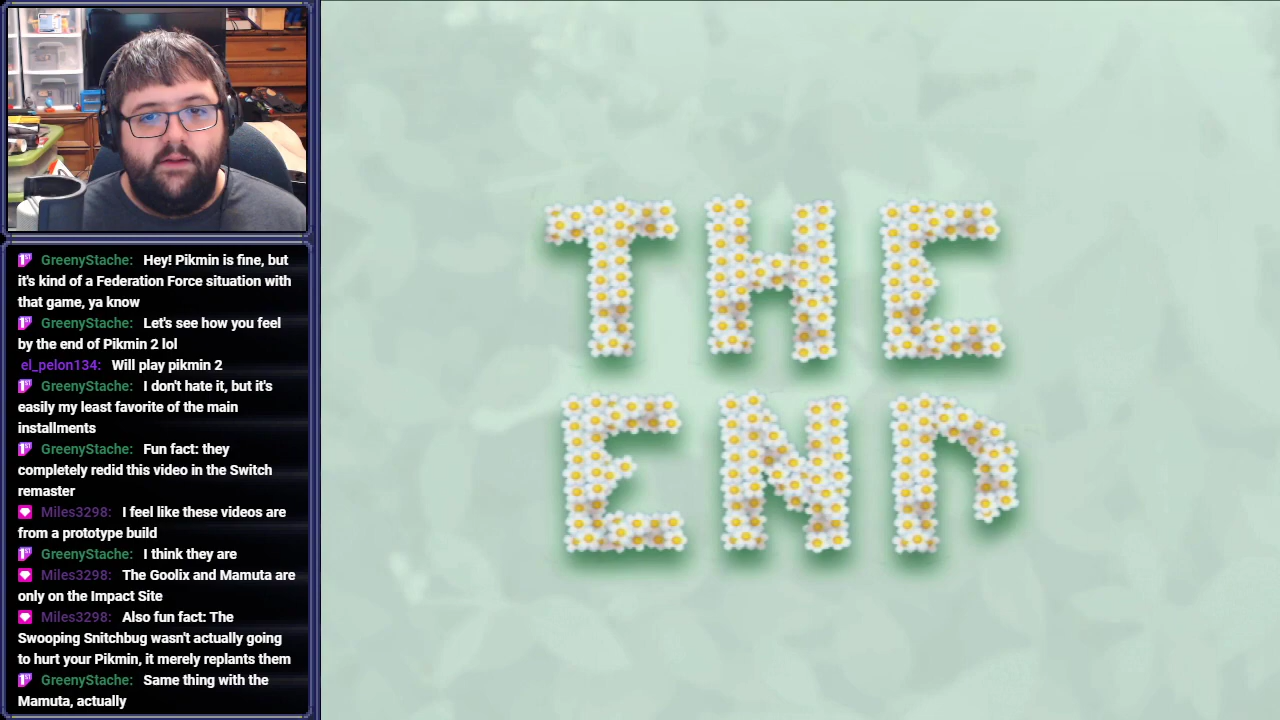 GreenyStache: Hey! Pikmin is fine, but
it's kind of a Federation Force situation with
that game, ya know
GreenyStache: Let's see how you feel
by the end of Pikmin 2 lol
el_pelon134: Will play pikmin 2
GreenyStache: I don't hate it, but it's
easily my least favorite of the main
installments
GreenyStache: Fun fact: they
completely redid this video in the Switch
remaster
Miles3298: I feel like these videos are
from a prototype build
GreenyStache: I think they are
Miles3298: The Goolix and Mamuta are
only on the Impact Site
Miles3298: Also fun fact: The
Swooping Snitchbug wasn't actually going
to hurt your Pikmin, it merely replants them
GreenyStache: Same thing with the
Mamuta, actually
THE
END